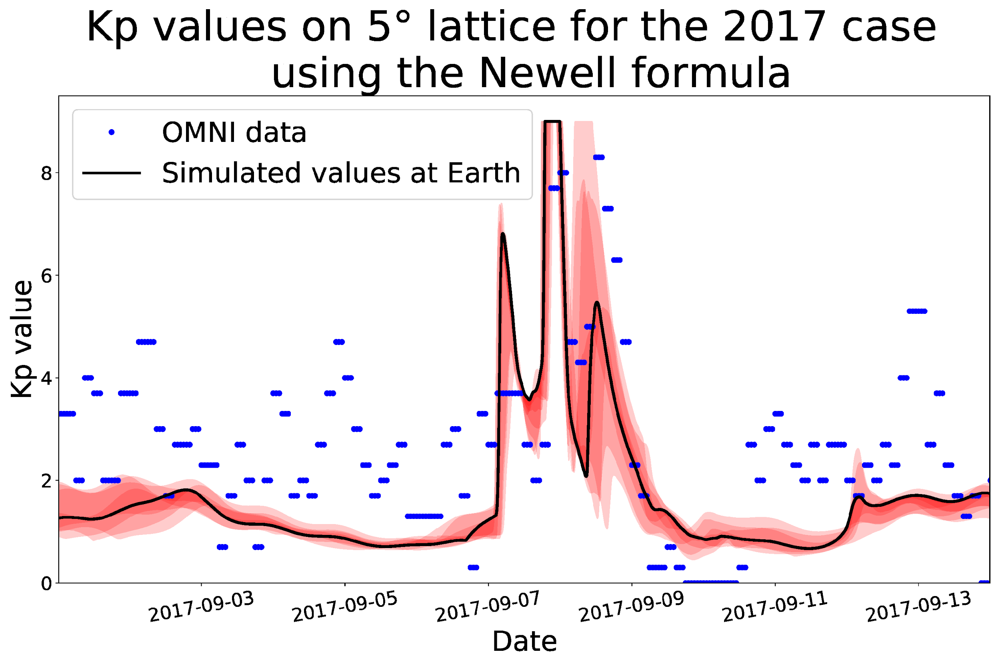 Kp values on 5° lattice for the 2017 case
using the Newell formula
OMNI data
Simulated values at Earth
Kp value
8
6
4
2
0
2017-09-03
2017-09-05
2017-09-07
2017-09-09
2017-09-11
2017-09-13
Date